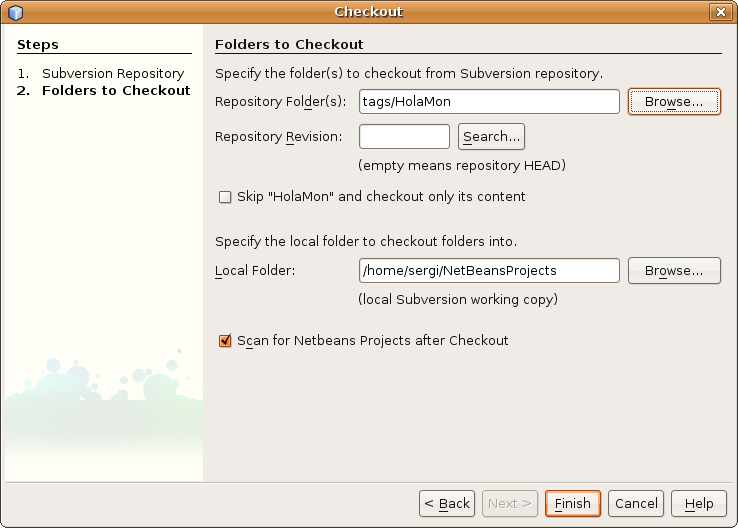 Checkout
Steps
1. Subversion Repository
2. Folders to Checkout
Folders to Checkout
Specify the folder(s) to checkout from Subversion repository.
Repository Folder(s): tags/HolaMon Browse...
Repository Revision: Search...
(empty means repository HEAD)
Skip "HolaMon" and checkout only its content
Specify the local folder to checkout folders into.
Local Folder: /home/sergi/NetBeansProjects Browse...
(local Subversion working copy)
Scan for Netbeans Projects after Checkout
< Back Next > Finish Cancel Help